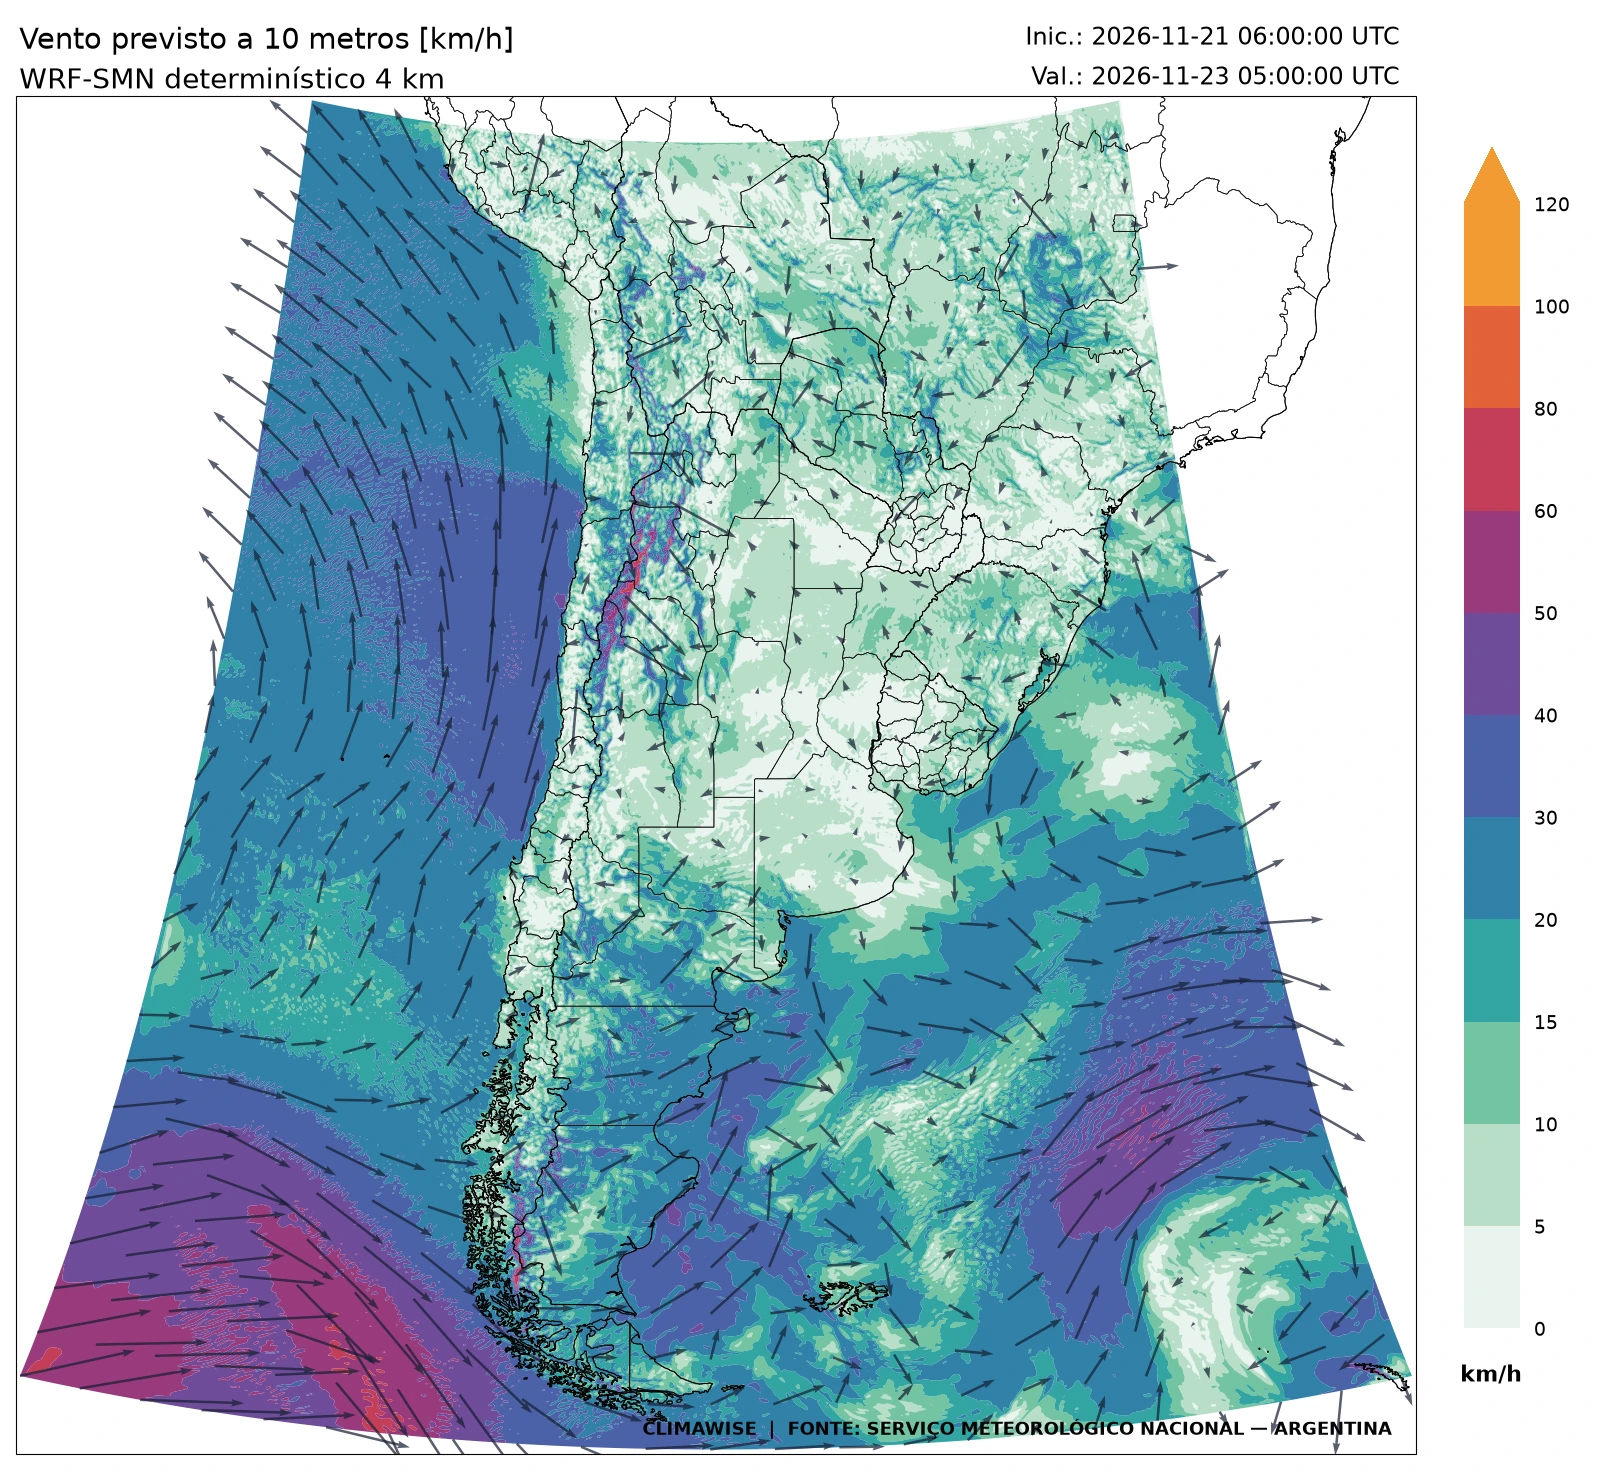 Vento previsto a 10 metros [km/h]
WRF-SMN determinístico 4 km
Inic.: 2026-11-21 06:00:00 UTC
Val.: 2026-11-23 05:00:00 UTC
120
100
80
60
50
40
30
20
15
10
5
0
km/h
CLIMAWISE | FONTE: SERVIÇO METEOROLÓGICO NACIONAL — ARGENTINA